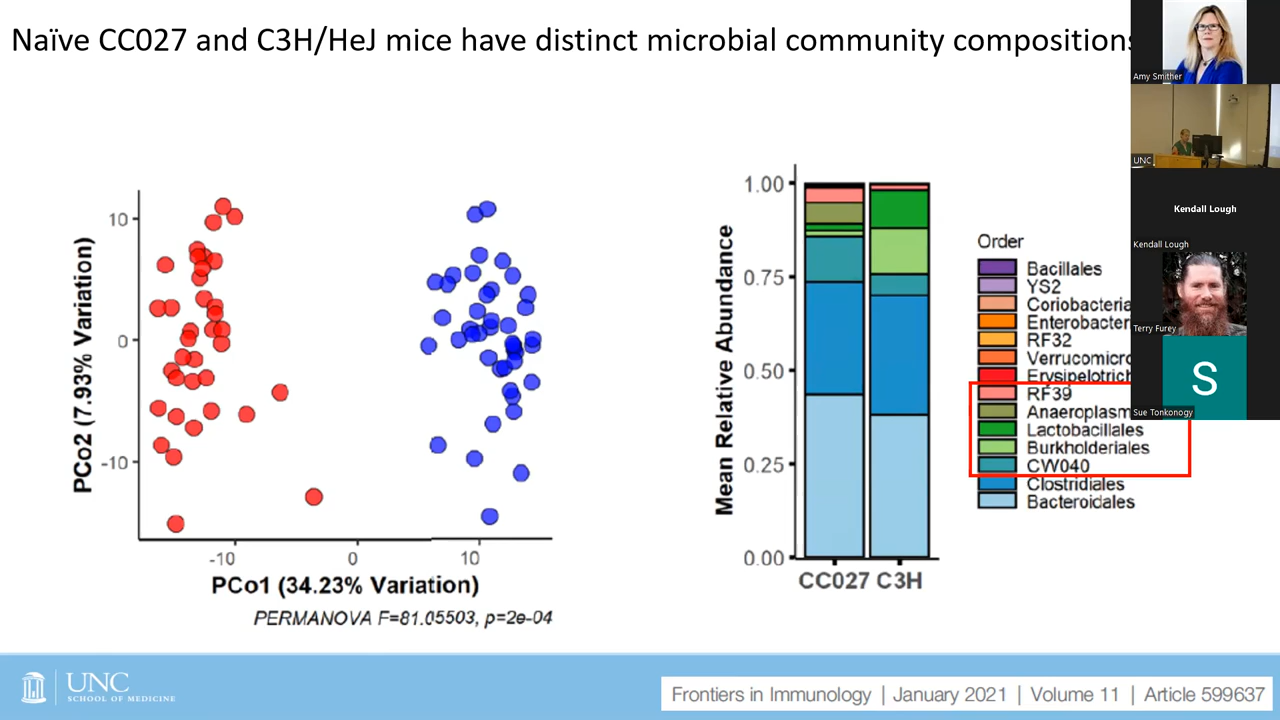 Naïve CC027 and C3H/HeJ mice have distinct microbial community compositions
Amy Smither
UNC
Kendall Lough
Kendall Lough
Terry Furey
S
Sue Tonkonogy
PCo2 (7.93% Variation)
10
0
-10
-10
0
10
PCo1 (34.23% Variation)
PERMANOVA F=81.05503, p=2e-04
Mean Relative Abundance
1.00
0.75
0.50
0.25
0.00
CC027 C3H
Order
Bacillales
YS2
Coriobacteria
Enterobacter
RF32
Verrucomicro
Erysipelotrich
RF39
Anaeroplasm
Lactobacillales
Burkholderiales
CW040
Clostridiales
Bacteroidales
UNC
SCHOOL OF MEDICINE
Frontiers in Immunology | January 2021 | Volume 11 | Article 599637